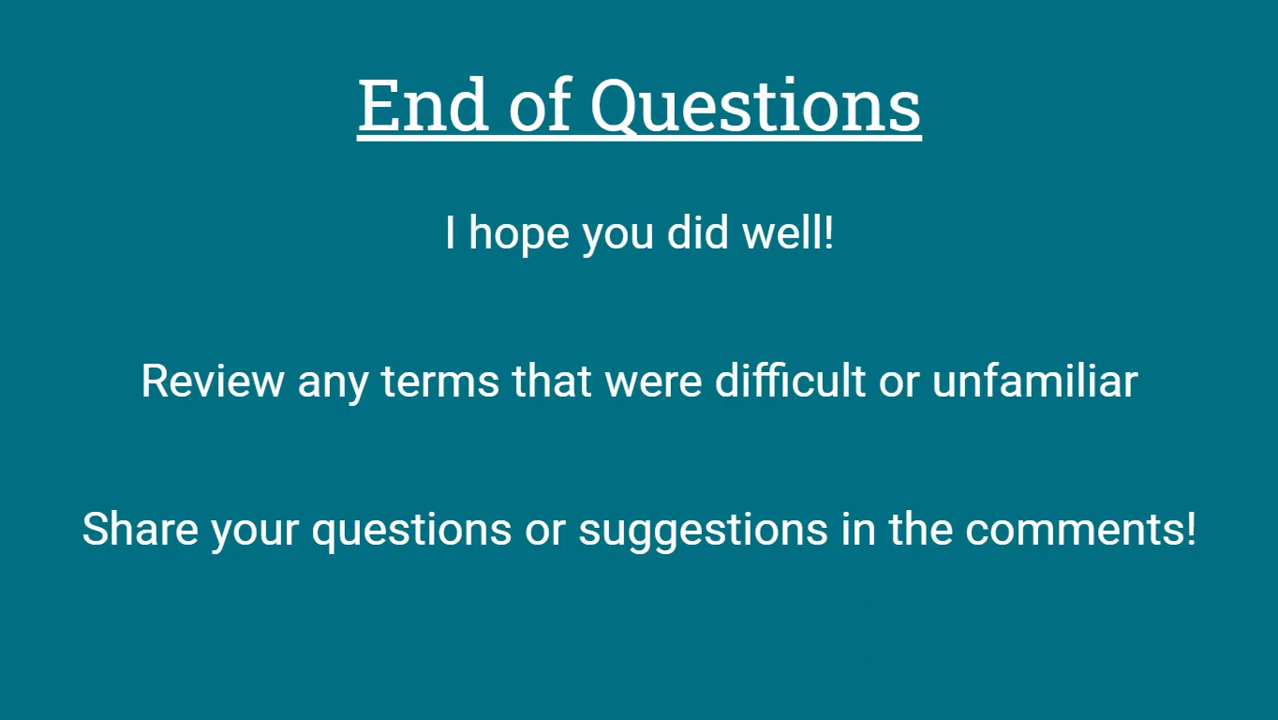 End of Questions
I hope you did well!
Review any terms that were difficult or unfamiliar
Share your questions or suggestions in the comments!